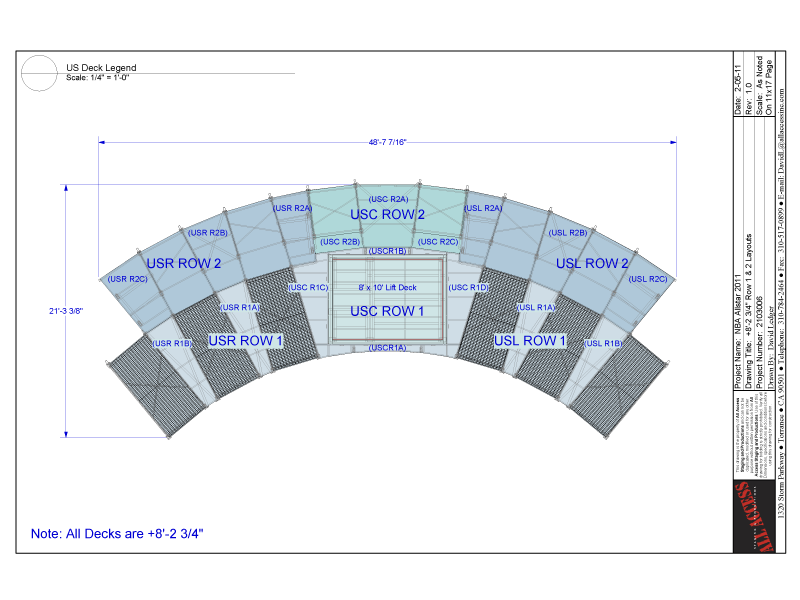 US Deck Legend
Scale: 1/4" = 1'-0"
48'-7 7/16"
21'-3 3/8"
(USC R2A)
USC ROW 2
(USR R2A)
(USL R2A)
(USR R2B)
(USC R2B)
(USC R2C)
(USL R2B)
(USCR1B)
USR ROW 2
USL ROW 2
(USR R2C)
(USL R2C)
(USC R1C)
8' x 10' Lift Deck
(USC R1D)
(USR R1A)
USC ROW 1
(USL R1A)
(USR R1B)
USR ROW 1
(USCR1A)
USL ROW 1
(USL R1B)
Note: All Decks are +8'-2 3/4"
Date: 2-05-11
Rev: 1.0
Scale: As Noted
On 11x17 Page
Project Name: NBA Allstar 2011
Drawing Title: +8'-2 3/4" Row 1 & 2 Layouts
Project Number: 2103006
Drawn By: David Ledger
ALL ACCESS
1320 Storm Parkway ● Torrance ● CA 90501 ● Telephone: 310-784-2464 ● Fax: 310-517-0899 ● E-mail: DavidL@allaccessinc.com